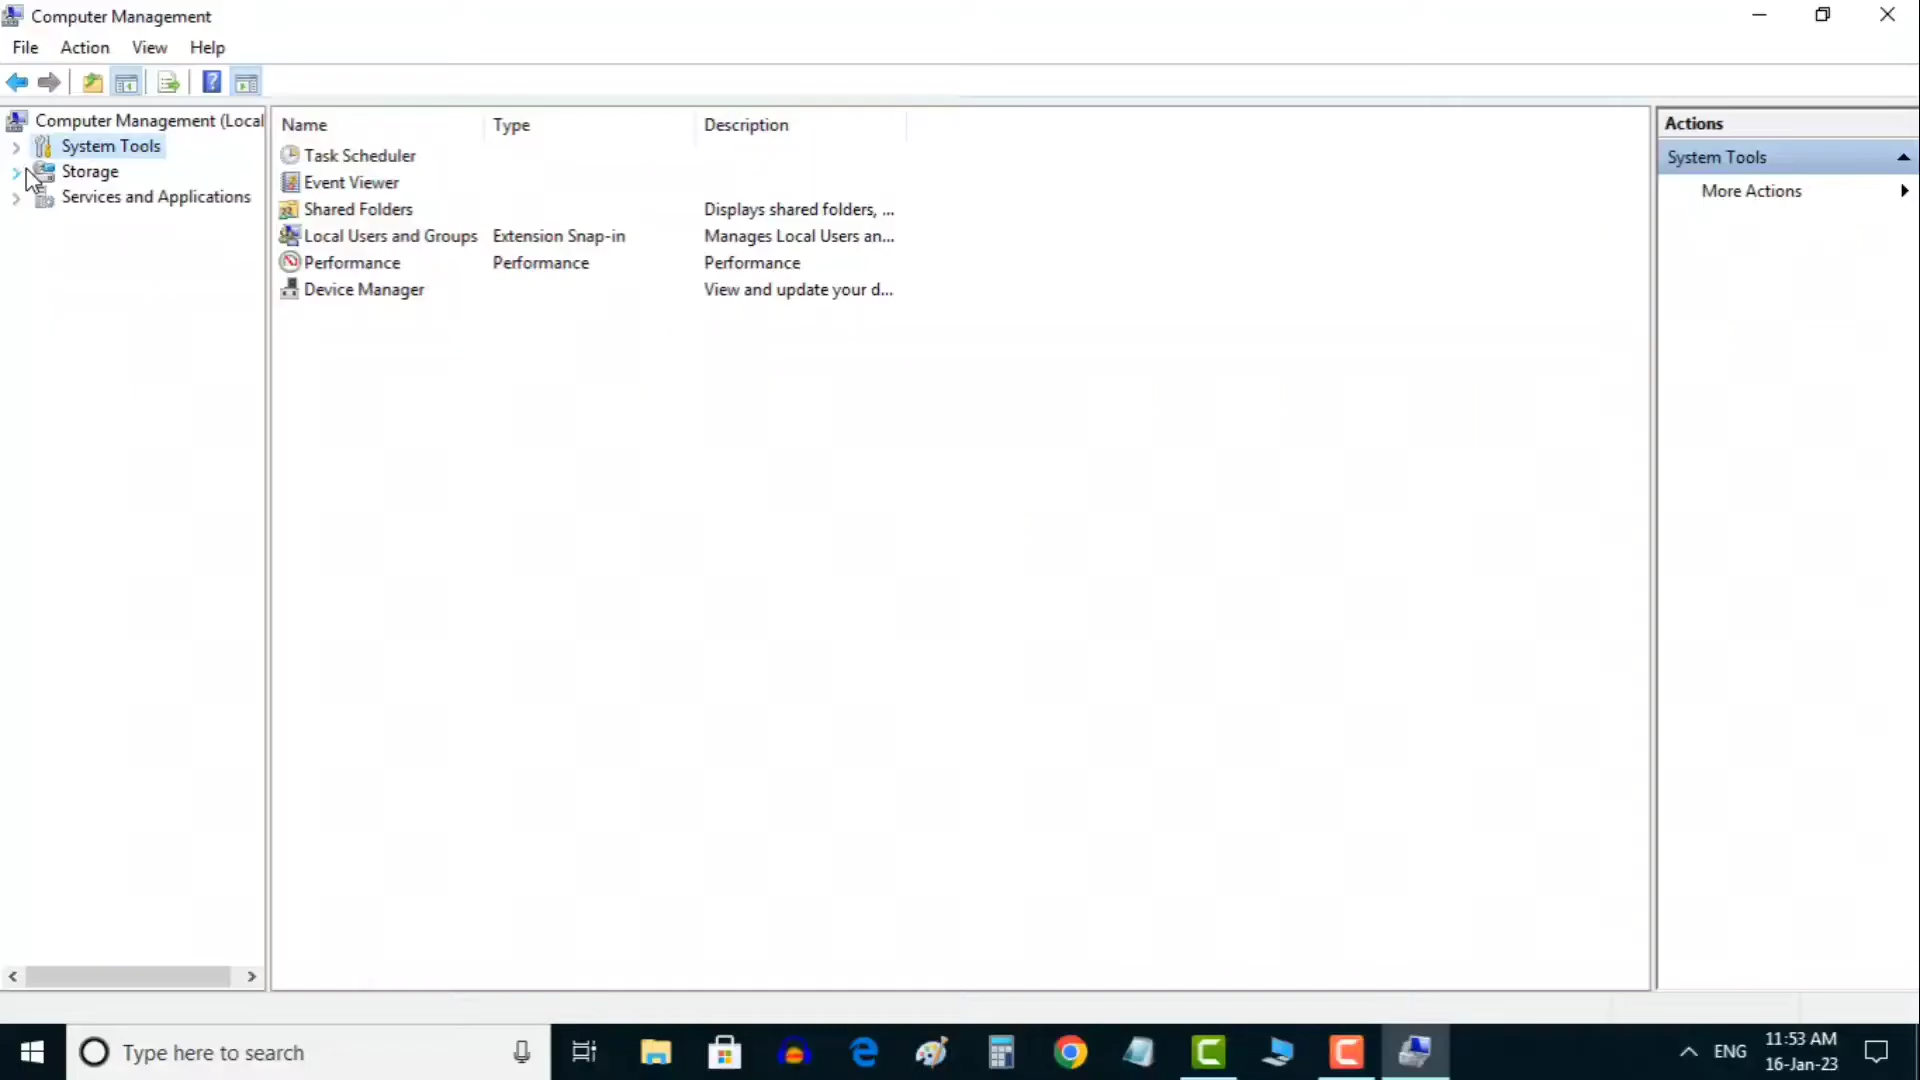 Computer Management
File Action View Help
Computer Management (Local
System Tools
Storage
Services and Applications
Name Type Description
Task Scheduler
Event Viewer
Shared Folders Displays shared folders, ...
Local Users and Groups Extension Snap-in Manages Local Users an...
Performance Performance Performance
Device Manager View and update your d...
Actions
System Tools
More Actions
Type here to search
ENG
11:53 AM
16-Jan-23